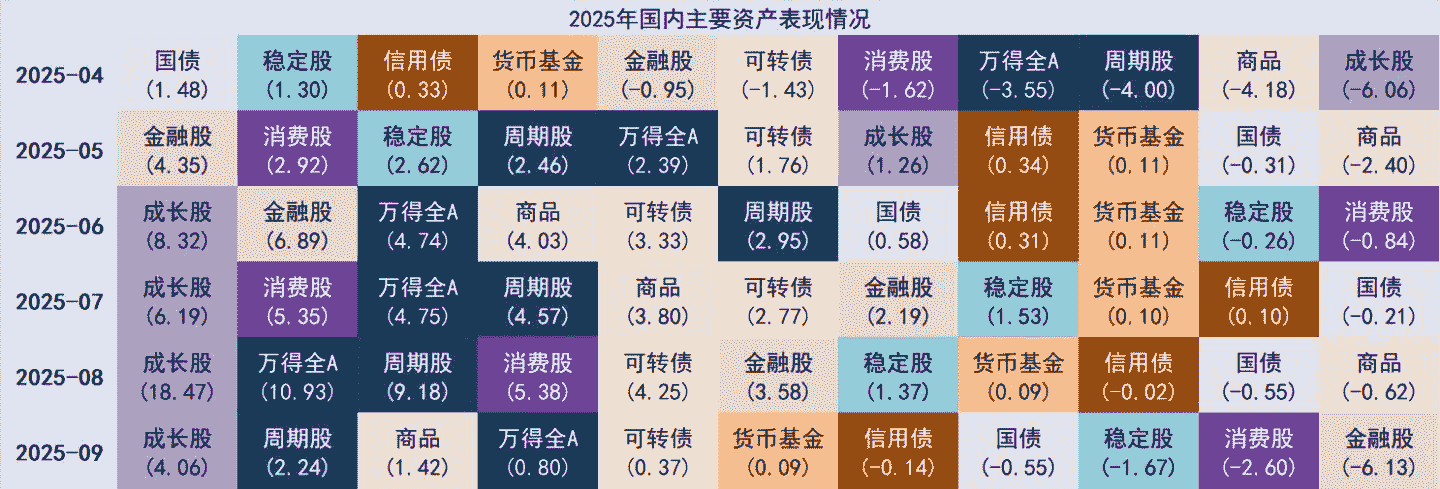 2025年国内主要资产表现情况
2025-04 国债 稳定股 信用债 货币基金 金融股 可转债 消费股 万得全A 周期股 商品 成长股
(1.48) (1.30) (0.33) (0.11) (-0.95) (-1.43) (-1.62) (-3.55) (-4.00) (-4.18) (-6.06)
2025-05 金融股 消费股 稳定股 周期股 万得全A 可转债 成长股 信用债 货币基金 国债 商品
(4.35) (2.92) (2.62) (2.46) (2.39) (1.76) (1.26) (0.34) (0.11) (-0.31) (-2.40)
2025-06 成长股 金融股 万得全A 商品 可转债 周期股 国债 信用债 货币基金 稳定股 消费股
(8.32) (6.89) (4.74) (4.03) (3.33) (2.95) (0.58) (0.31) (0.11) (-0.26) (-0.84)
2025-07 成长股 消费股 万得全A 周期股 商品 可转债 金融股 稳定股 货币基金 信用债 国债
(6.19) (5.35) (4.75) (4.57) (3.80) (2.77) (2.19) (1.53) (0.10) (0.10) (-0.21)
2025-08 成长股 万得全A 周期股 消费股 可转债 金融股 稳定股 货币基金 信用债 国债 商品
(18.47) (10.93) (9.18) (5.38) (4.25) (3.58) (1.37) (0.09) (-0.02) (-0.55) (-0.62)
2025-09 成长股 周期股 商品 万得全A 可转债 货币基金 信用债 国债 稳定股 消费股 金融股
(4.06) (2.24) (1.42) (0.80) (0.37) (0.09) (-0.14) (-0.55) (-1.67) (-2.60) (-6.13)